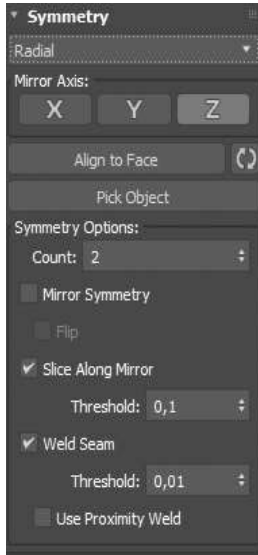 Symmetry
Radial
Mirror Axis:
X Y Z
Align to Face
Pick Object
Symmetry Options:
Count: 2
Mirror Symmetry
Flip
Slice Along Mirror
Threshold: 0,1
Weld Seam
Threshold: 0,01
Use Proximity Weld